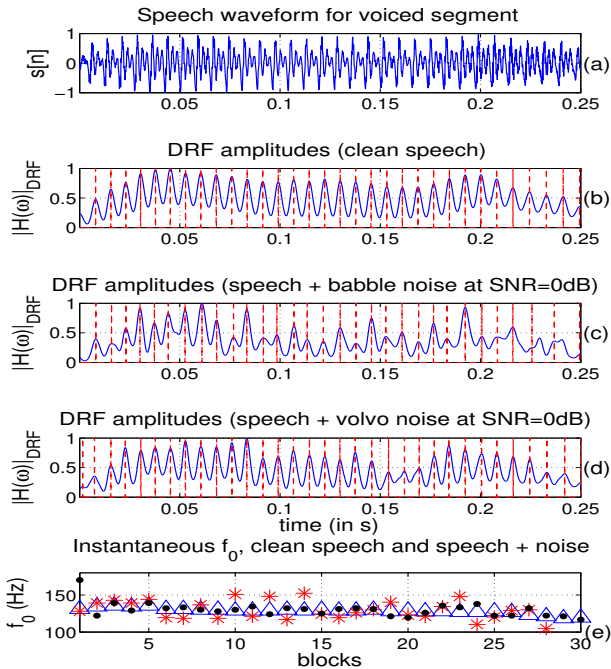 Speech waveform for voiced segment
s[n]
1
0
−1
0.05 0.1 0.15 0.2 0.25
(a)
DRF amplitudes (clean speech)
|H(ω)|DRF
1
0.5
0
0.05 0.1 0.15 0.2 0.25
(b)
DRF amplitudes (speech + babble noise at SNR=0dB)
|H(ω)|DRF
1
0.5
0
0.05 0.1 0.15 0.2 0.25
(c)
DRF amplitudes (speech + volvo noise at SNR=0dB)
|H(ω)|DRF
1
0.5
0
0.05 0.1 0.15 0.2 0.25
(d)
time (in s)
Instantaneous f0, clean speech and speech + noise
f0 (Hz)
150
100
5 10 15 20 25 30
(e)
blocks